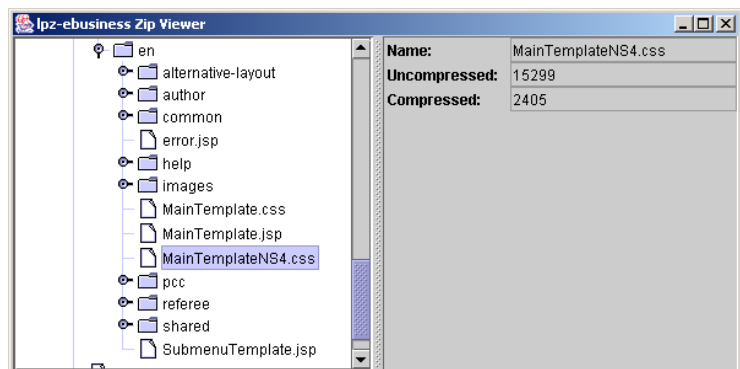 lpz-ebusiness Zip Viewer
en
alternative-layout
author
common
error.jsp
help
images
MainTemplate.css
MainTemplate.jsp
MainTemplateNS4.css
pcc
referee
shared
SubmenuTemplate.jsp
Name: MainTemplateNS4.css
Uncompressed: 15299
Compressed: 2405